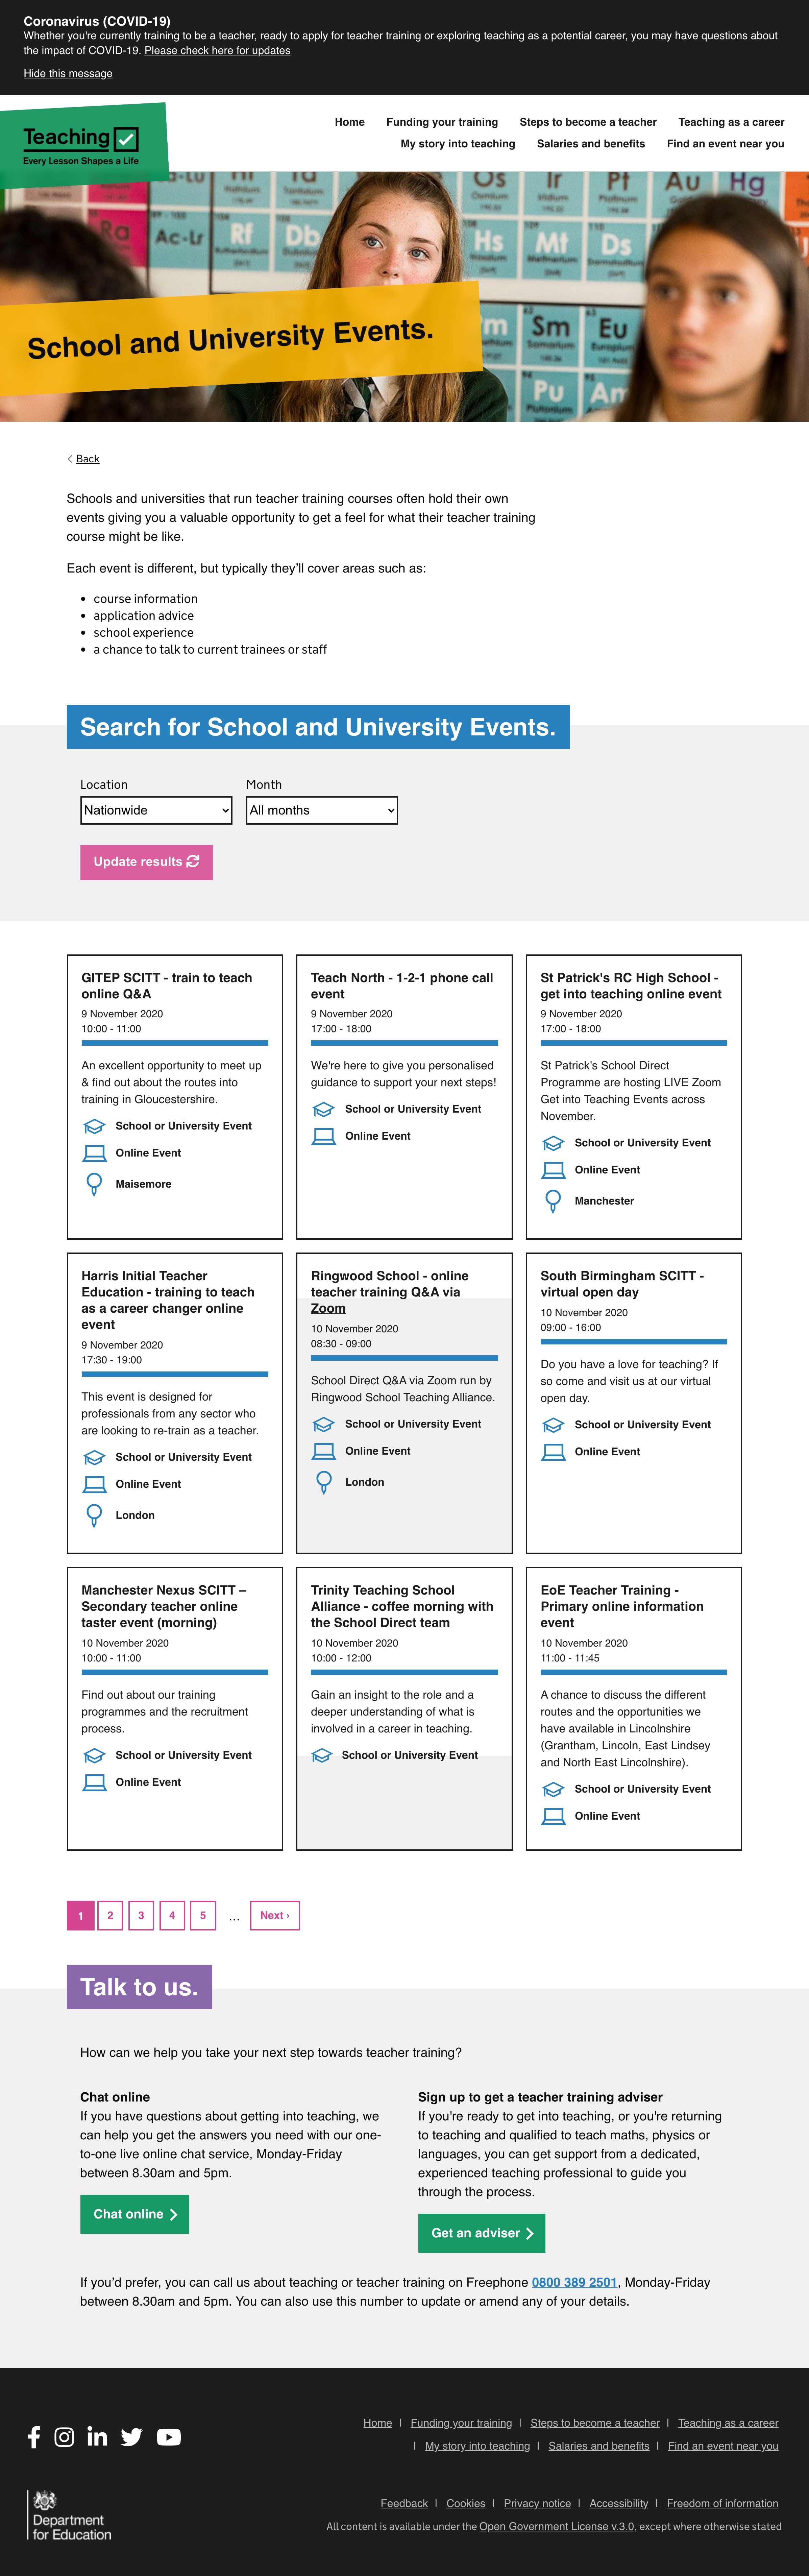 Coronavirus (COVID-19)
Whether you're currently training to be a teacher, ready to apply for teacher training or exploring teaching as a potential career, you may have questions about
the impact of COVID-19. Please check here for updates
Hide this message
Home Funding your training Steps to become a teacher Teaching as a career
My story into teaching Salaries and benefits Find an event near you
Teaching
Every Lesson Shapes a Life
Os Ir Pt Au Hg
Ra Ac-Lr Rf Db Hs Mt Ds
Sm Eu
Pu Am
School and University Events.
Back
Schools and universities that run teacher training courses often hold their own
events giving you a valuable opportunity to get a feel for what their teacher training
course might be like.
Each event is different, but typically they'll cover areas such as:
• course information
• application advice
• school experience
• a chance to talk to current trainees or staff
Search for School and University Events.
Location Month
Nationwide All months
Update results
GITEP SCITT - train to teach
online Q&A
9 November 2020
10:00 - 11:00
An excellent opportunity to meet up
& find out about the routes into
training in Gloucestershire.
School or University Event
Online Event
Maisemore
Teach North - 1-2-1 phone call
event
9 November 2020
17:00 - 18:00
We're here to give you personalised
guidance to support your next steps!
School or University Event
Online Event
St Patrick's RC High School -
get into teaching online event
9 November 2020
17:00 - 18:00
St Patrick's School Direct
Programme are hosting LIVE Zoom
Get into Teaching Events across
November.
School or University Event
Online Event
Manchester
Harris Initial Teacher
Education - training to teach
as a career changer online
event
9 November 2020
17:30 - 19:00
This event is designed for
professionals from any sector who
are looking to re-train as a teacher.
School or University Event
Online Event
London
Ringwood School - online
teacher training Q&A via
Zoom
10 November 2020
08:30 - 09:00
School Direct Q&A via Zoom run by
Ringwood School Teaching Alliance.
School or University Event
Online Event
London
South Birmingham SCITT -
virtual open day
10 November 2020
09:00 - 16:00
Do you have a love for teaching? If
so come and visit us at our virtual
open day.
School or University Event
Online Event
Manchester Nexus SCITT –
Secondary teacher online
taster event (morning)
10 November 2020
10:00 - 11:00
Find out about our training
programmes and the recruitment
process.
School or University Event
Online Event
Trinity Teaching School
Alliance - coffee morning with
the School Direct team
10 November 2020
10:00 - 12:00
Gain an insight to the role and a
deeper understanding of what is
involved in a career in teaching.
School or University Event
EoE Teacher Training -
Primary online information
event
10 November 2020
11:00 - 11:45
A chance to discuss the different
routes and the opportunities we
have available in Lincolnshire
(Grantham, Lincoln, East Lindsey
and North East Lincolnshire).
School or University Event
Online Event
1 2 3 4 5 ... Next ›
Talk to us.
How can we help you take your next step towards teacher training?
Chat online
If you have questions about getting into teaching, we
can help you get the answers you need with our one-
to-one live online chat service, Monday-Friday
between 8.30am and 5pm.
Chat online
Sign up to get a teacher training adviser
If you're ready to get into teaching, or you're returning
to teaching and qualified to teach maths, physics or
languages, you can get support from a dedicated,
experienced teaching professional to guide you
through the process.
Get an adviser
If you'd prefer, you can call us about teaching or teacher training on Freephone 0800 389 2501, Monday-Friday
between 8.30am and 5pm. You can also use this number to update or amend any of your details.
Home | Funding your training | Steps to become a teacher | Teaching as a career
| My story into teaching | Salaries and benefits | Find an event near you
Department
for Education
Feedback | Cookies | Privacy notice | Accessibility | Freedom of information
All content is available under the Open Government License v.3.0, except where otherwise stated